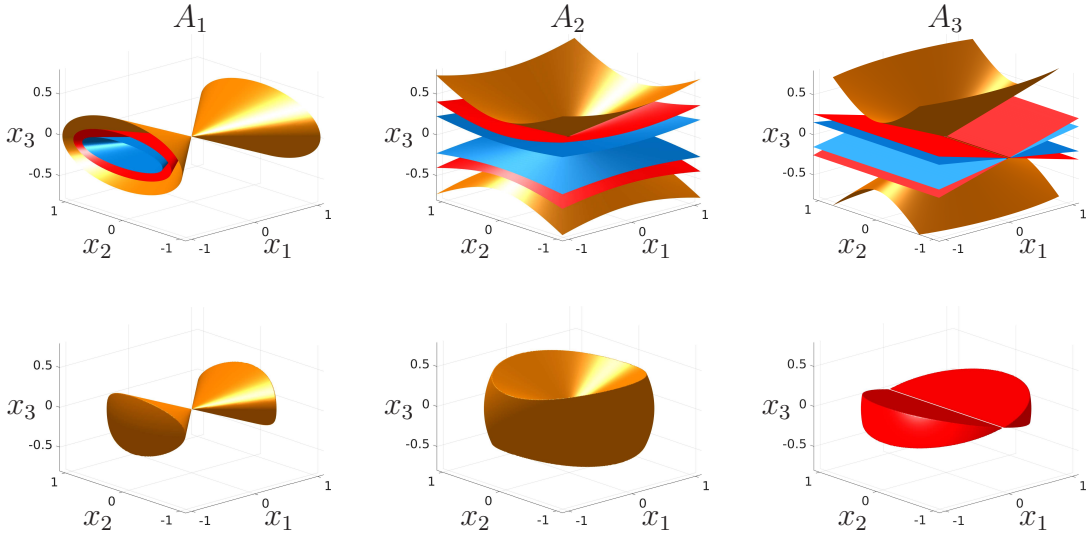 A₁ A₂ A₃
0.5 0.5 0.5
x₃ 0 x₃ 0 x₃ 0
-0.5 -0.5 -0.5
1 1 1 1 1 1
0 0 0 0 0 0
x₂ -1 -1 x₁ x₂ -1 -1 x₁ x₂ -1 -1 x₁
0.5 0.5 0.5
x₃ 0 x₃ 0 x₃ 0
-0.5 -0.5 -0.5
1 1 1 1 1 1
0 0 0 0 0 0
x₂ -1 -1 x₁ x₂ -1 -1 x₁ x₂ -1 -1 x₁